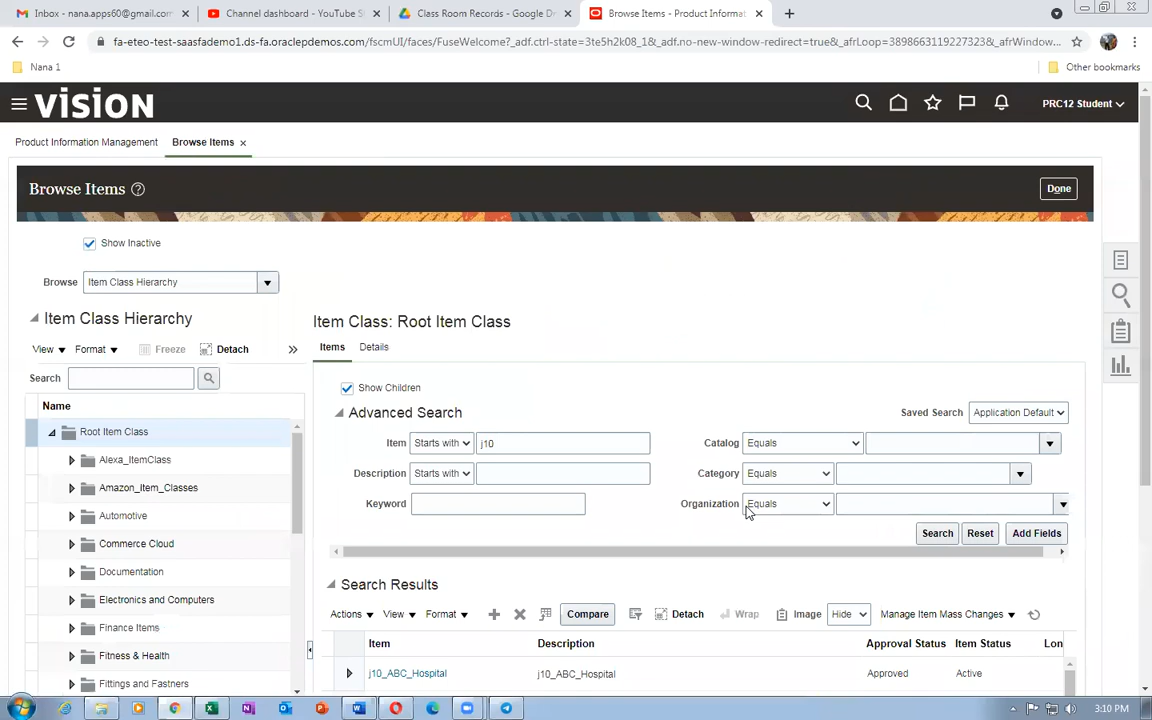 Inbox - nana.apps60@gmail.com
Channel dashboard - YouTube S
Class Room Records - Google D
Browse Items - Product Informat
fa-eteo-test-saasfademo1.ds-fa.oraclepdemos.com/fscmUI/faces/FuseWelcome?_adf.ctrl-state=3te5h2k08_1&_adf.no-new-window-redirect=true&_afrLoop=3898663119227323&_afrWindow...
Nana 1
Other bookmarks
VISION
PRC12 Student
Product Information Management
Browse Items
Browse Items
Done
Show Inactive
Browse Item Class Hierarchy
Item Class Hierarchy
View Format Freeze Detach
Search
Name
Root Item Class
Alexa_ItemClass
Amazon_Item_Classes
Automotive
Commerce Cloud
Documentation
Electronics and Computers
Finance Items
Fitness & Health
Fittings and Fasteners
Item Class: Root Item Class
Items Details
Show Children
Advanced Search
Saved Search Application Default
Item Starts with j10 Catalog Equals
Description Starts with Category Equals
Keyword Organization Equals
Search Reset Add Fields
Search Results
Actions View Format Compare Detach Wrap Image Hide Manage Item Mass Changes
Item Description Approval Status Item Status Lon
j10_ABC_Hospital j10_ABC_Hospital Approved Active
3:10 PM